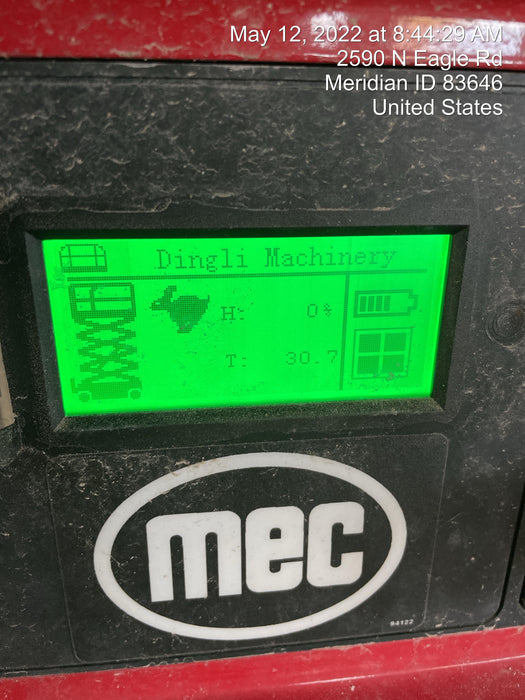 May 12, 2022 at 8:44:29 AM
2590 N Eagle Rd
Meridian ID 83646
United States
Dingli Machinery
H: 0%
T: 30.7
mec
94122